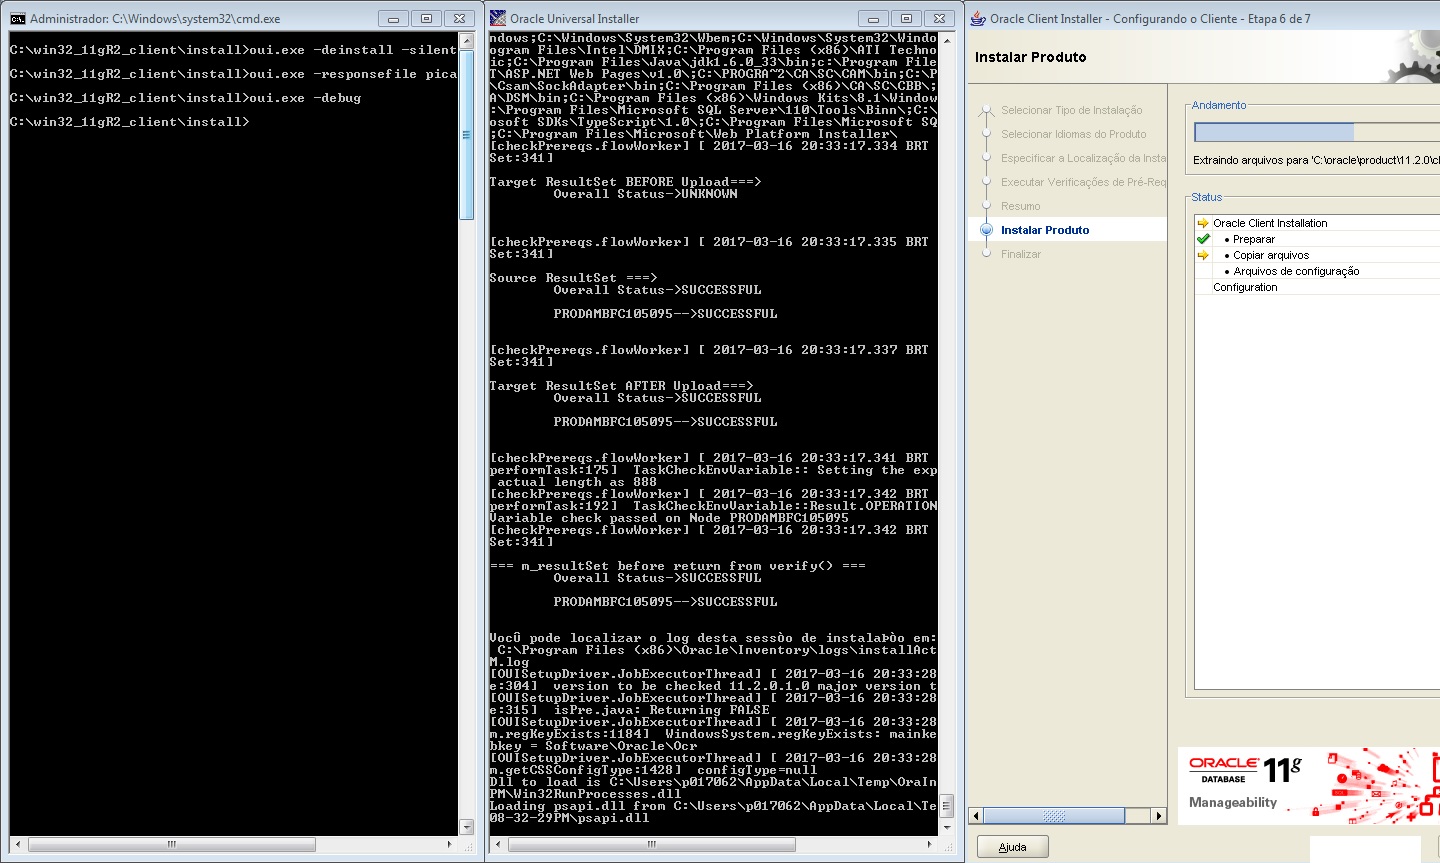 Administrador: C:\Windows\system32\cmd.exe
C:\win32_11gR2_client\install>oui.exe -deinstall -silent
C:\win32_11gR2_client\install>oui.exe -responsefile pica
C:\win32_11gR2_client\install>oui.exe -debug
C:\win32_11gR2_client\install>
Oracle Universal Installer
ndows;C:\Windows\System32\Wbem;C:\Windows\System32\Windo
ogram Files\Intel\DMIX;C:\Program Files (x86)\ATI Techno
ic;C:\Program Files\Java\jdk1.6.0_33\bin;c:\Program File
T\ASP.NET Web Pages\v1.0\;C:\PROGRA~2\CA\SC\CAM\bin;C:\P
\Csam\SockAdapter\bin;C:\Program Files (x86)\CA\SC\CBB\;
A\DSM\bin;C:\Program Files (x86)\Windows Kits\8.1\Window
:\Program Files\Microsoft SQL Server\110\Tools\Binn\;C:\
osoft SDKs\TypeScript\1.0\;C:\Program Files\Microsoft SQ
;C:\Program Files\Microsoft\Web Platform Installer\
[checkPrereqs.flowWorker] [ 2017-03-16 20:33:17.334 BRT
Set:341]
Target ResultSet BEFORE Upload===>
Overall Status->UNKNOWN
[checkPrereqs.flowWorker] [ 2017-03-16 20:33:17.335 BRT
Set:341]
Source ResultSet ===>
Overall Status->SUCCESSFUL
PRODAMBFC105095-->SUCCESSFUL
[checkPrereqs.flowWorker] [ 2017-03-16 20:33:17.337 BRT
Set:341]
Target ResultSet AFTER Upload===>
Overall Status->SUCCESSFUL
PRODAMBFC105095-->SUCCESSFUL
[checkPrereqs.flowWorker] [ 2017-03-16 20:33:17.341 BRT
performTask:175]  TaskCheckEnvVariable:: Setting the exp
actual length as 888
[checkPrereqs.flowWorker] [ 2017-03-16 20:33:17.342 BRT
performTask:192]  TaskCheckEnvVariable::Result.OPERATION
Variable check passed on Node PRODAMBFC105095
[checkPrereqs.flowWorker] [ 2017-03-16 20:33:17.342 BRT
Set:341]
=== m_resultSet before return from verify() ===
Overall Status->SUCCESSFUL
PRODAMBFC105095-->SUCCESSFUL
VocÛ pode localizar o log desta sessòo de instalaÞòo em:
C:\Program Files (x86)\Oracle\Inventory\logs\installAct
M.log
[OUISetupDriver.JobExecutorThread] [ 2017-03-16 20:33:28
e:304]  version to be checked 11.2.0.1.0 major version t
[OUISetupDriver.JobExecutorThread] [ 2017-03-16 20:33:28
e:315]  isPre.java: Returning FALSE
[OUISetupDriver.JobExecutorThread] [ 2017-03-16 20:33:28
m.regKeyExists:1184]  WindowsSystem.regKeyExists: mainke
bkey = Software\Oracle\Ocr
[OUISetupDriver.JobExecutorThread] [ 2017-03-16 20:33:28
m.getCSSConfigType:1428]  configType=null
Dll to load is C:\Users\p017062\AppData\Local\Temp\OraIn
PM\Win32RunProcesses.dll
Loading psapi.dll from C:\Users\p017062\AppData\Local\Te
08-32-29PM\psapi.dll
Oracle Client Installer - Configurando o Cliente - Etapa 6 de 7
Instalar Produto
Selecionar Tipo de Instalação
Selecionar Idiomas do Produto
Especificar a Localização da Insta
Executar Verificações de Pré-Req
Resumo
Instalar Produto
Finalizar
Andamento
Extraindo arquivos para 'C:\oracle\product\11.2.0\cl
Status
Oracle Client Installation
• Preparar
• Copiar arquivos
• Arquivos de configuração
Configuration
ORACLE
DATABASE 11g
Manageability
Ajuda